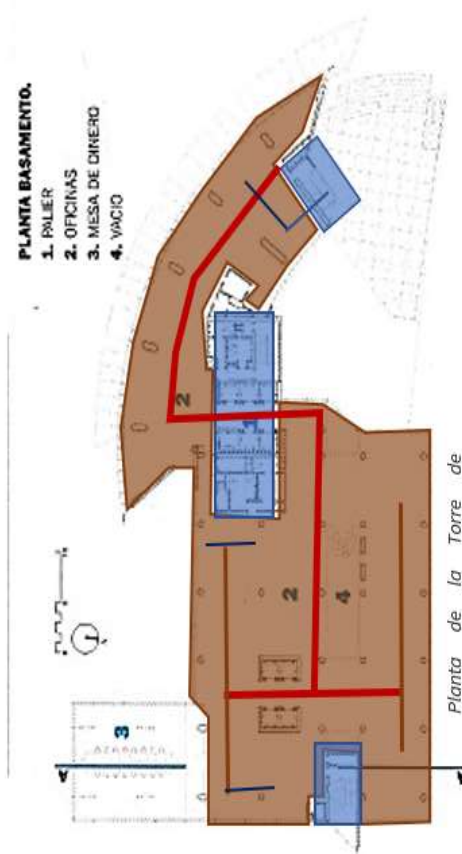 PLANTA BASAMENTO.
1. PALIER
2. OFICINAS
3. MESA DE DINERO
4. VACIO
2
1
3
2
4
Planta de la Torre de